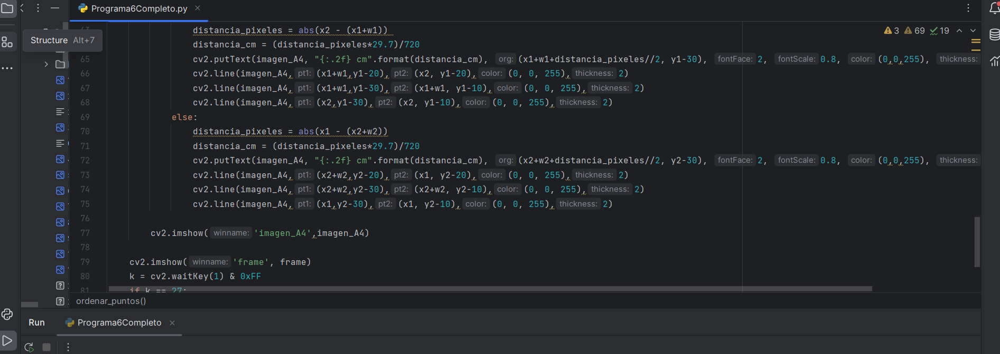 Programa6Completo.py
Structure Alt+7
3 69 19
distancia_pixeles = abs(x2 - (x1+w1))
distancia_cm = (distancia_pixeles*29.7)/720
65 cv2.putText(imagen_A4, "{:.2f} cm".format(distancia_cm), org: (x1+w1+distancia_pixeles//2, y1-30), fontFace: 2, fontScale: 0.8, color: (0,0,255), thickness:
66 cv2.line(imagen_A4, pt1: (x1+w1,y1-20), pt2: (x2, y1-20), color: (0, 0, 255), thickness: 2)
67 cv2.line(imagen_A4, pt1: (x1+w1,y1-30), pt2: (x1+w1, y1-10), color: (0, 0, 255), thickness: 2)
68 cv2.line(imagen_A4, pt1: (x2,y1-30), pt2: (x2, y1-10), color: (0, 0, 255), thickness: 2)
69 else:
70 distancia_pixeles = abs(x1 - (x2+w2))
71 distancia_cm = (distancia_pixeles*29.7)/720
72 cv2.putText(imagen_A4, "{:.2f} cm".format(distancia_cm), org: (x2+w2+distancia_pixeles//2, y2-30), fontFace: 2, fontScale: 0.8, color: (0,0,255), thickness:
73 cv2.line(imagen_A4, pt1: (x2+w2,y2-20), pt2: (x1, y2-20), color: (0, 0, 255), thickness: 2)
74 cv2.line(imagen_A4, pt1: (x2+w2,y2-30), pt2: (x2+w2, y2-10), color: (0, 0, 255), thickness: 2)
75 cv2.line(imagen_A4, pt1: (x1,y2-30), pt2: (x1, y2-10), color: (0, 0, 255), thickness: 2)
76
77 cv2.imshow( winname: 'imagen_A4',imagen_A4)
78
79 cv2.imshow( winname: 'frame', frame)
80 k = cv2.waitKey(1) & 0xFF
81 if k == 27:
ordenar_puntos()
Run Programa6Completo